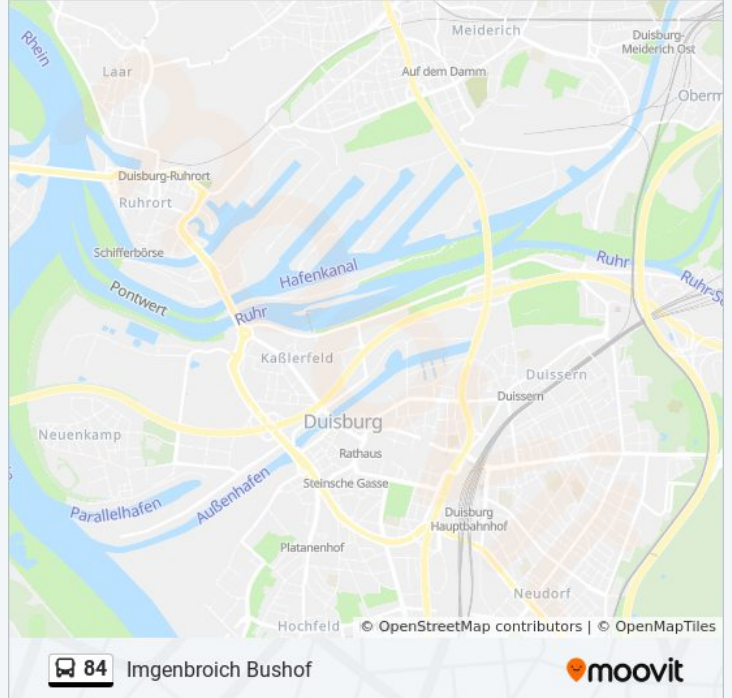 Meiderich
Duisburg-
Meiderich Ost
Rhein
Laar
Auf dem Damm
Duisburg-Ruhrort
Ruhrort
Schifferbörse
Hafenkanal
Ruhr
Pontwert
Ruhr
Kaßlerfeld
Duissern
Duissern
Duisburg
Neuenkamp
Rathaus
Steinsche Gasse
Außenhafen
Parallelhafen
Duisburg
Hauptbahnhof
Platanenhof
Neudorf
Hochfeld
© OpenStreetMap contributors | © OpenMapTiles
84 Imgenbroich Bushof
moovit